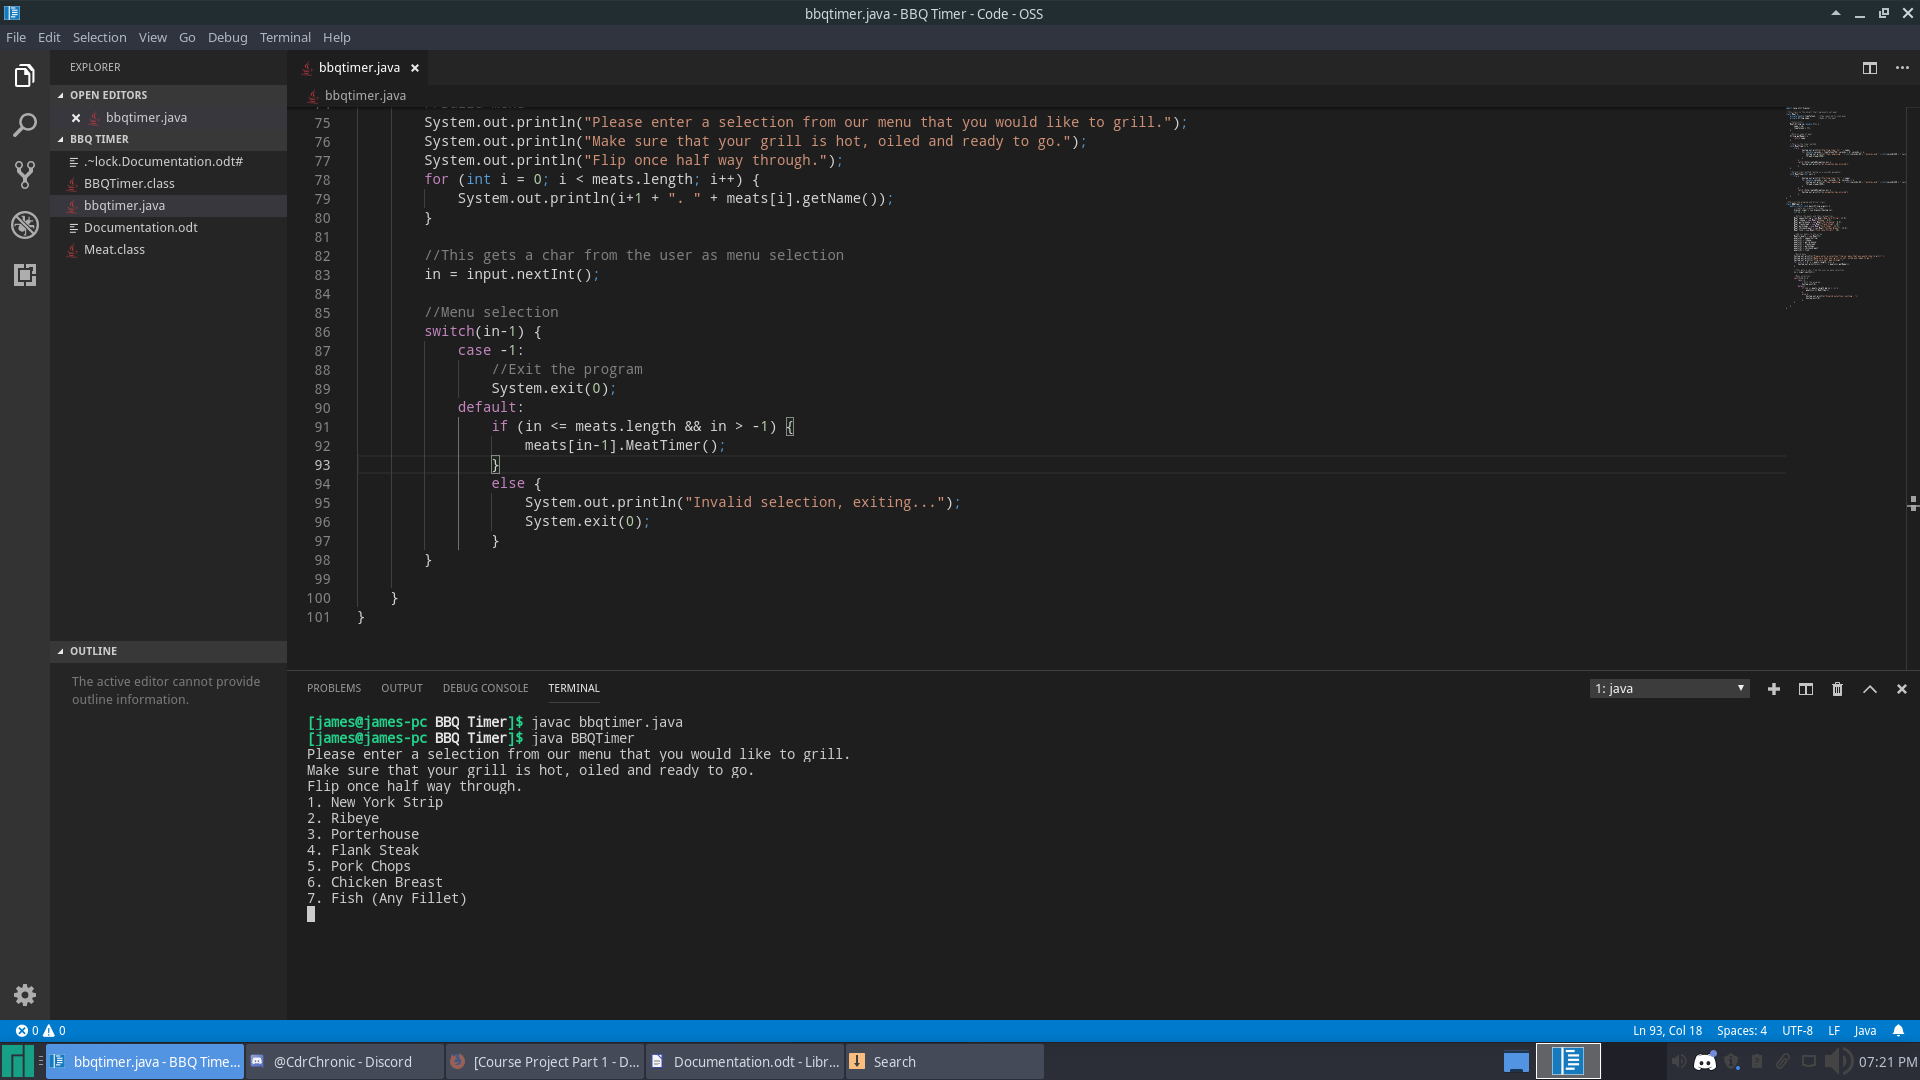 bbqtimer.java - BBQ Timer - Code - OSS
File Edit Selection View Go Debug Terminal Help
EXPLORER
OPEN EDITORS
bbqtimer.java
BBQ TIMER
.~lock.Documentation.odt#
BBQTimer.class
bbqtimer.java
Documentation.odt
Meat.class
OUTLINE
The active editor cannot provide
outline information.
bbqtimer.java
bbqtimer.java
75 System.out.println("Please enter a selection from our menu that you would like to grill.");
76 System.out.println("Make sure that your grill is hot, oiled and ready to go.");
77 System.out.println("Flip once half way through.");
78 for (int i = 0; i < meats.length; i++) {
79 System.out.println(i+1 + ". " + meats[i].getName());
80 }
81
82 //This gets a char from the user as menu selection
83 in = input.nextInt();
84
85 //Menu selection
86 switch(in-1) {
87 case -1:
88 //Exit the program
89 System.exit(0);
90 default:
91 if (in <= meats.length && in > -1) {
92 meats[in-1].MeatTimer();
93 }
94 else {
95 System.out.println("Invalid selection, exiting...");
96 System.exit(0);
97 }
98 }
99
100 }
101 }
PROBLEMS OUTPUT DEBUG CONSOLE TERMINAL 1: java
[james@james-pc BBQ Timer]$ javac bbqtimer.java
[james@james-pc BBQ Timer]$ java BBQTimer
Please enter a selection from our menu that you would like to grill.
Make sure that your grill is hot, oiled and ready to go.
Flip once half way through.
1. New York Strip
2. Ribeye
3. Porterhouse
4. Flank Steak
5. Pork Chops
6. Chicken Breast
7. Fish (Any Fillet)
0 0 Ln 93, Col 18 Spaces: 4 UTF-8 LF Java
bbqtimer.java - BBQ Time... @CdrChronic - Discord [Course Project Part 1 - D... Documentation.odt - Libr... Search 07:21 PM